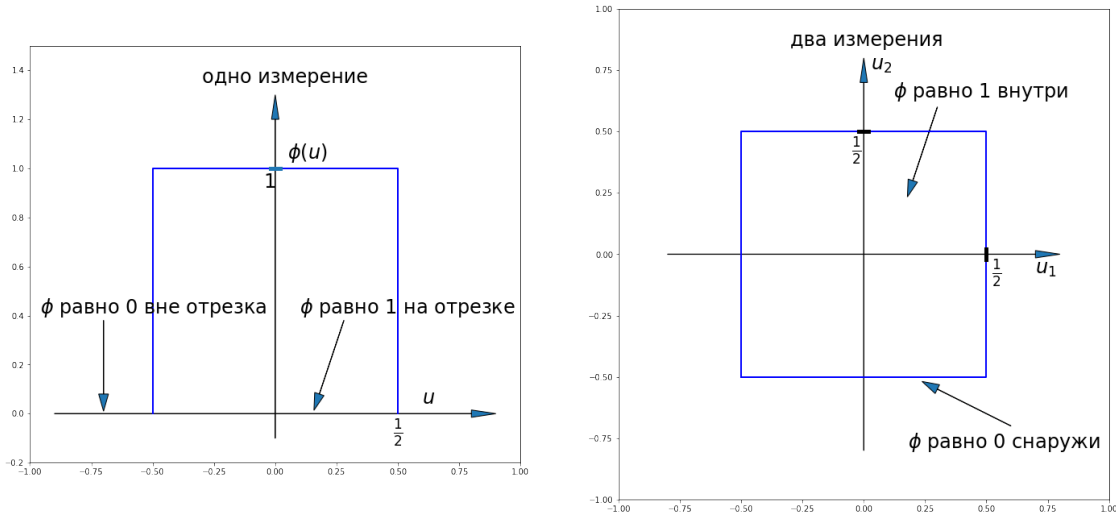 одно измерение
1.4
1.2
1.0
0.8
0.6
0.4
0.2
0.0
−0.2
ϕ(u)
1
ϕ равно 0 вне отрезка
ϕ равно 1 на отрезке
u
1/2
−1.00 −0.75 −0.50 −0.25 0.00 0.25 0.50 0.75 1.00
два измерения
1.00
0.75
0.50
0.25
0.00
−0.25
−0.50
−0.75
−1.00
u₂
ϕ равно 1 внутри
1/2
u₁
1/2
ϕ равно 0 снаружи
−1.00 −0.75 −0.50 −0.25 0.00 0.25 0.50 0.75 1.00